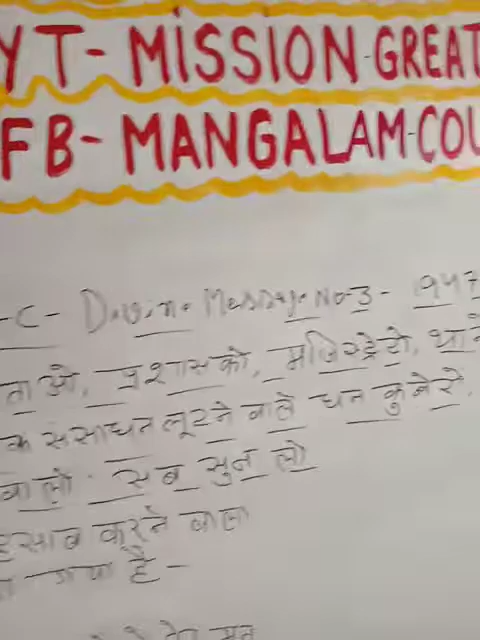 YT- MISSION-GREAT
FB- MANGALAM-COU
-C- Divine Message-No-3- 1947
ताओ, प्रशासको, मजिस्ट्रेटो, थाने
क संसाधन लूटने वाले धन कुबेरो,
वालो सब सुन लो
हिसाब करने वाला
गया है -